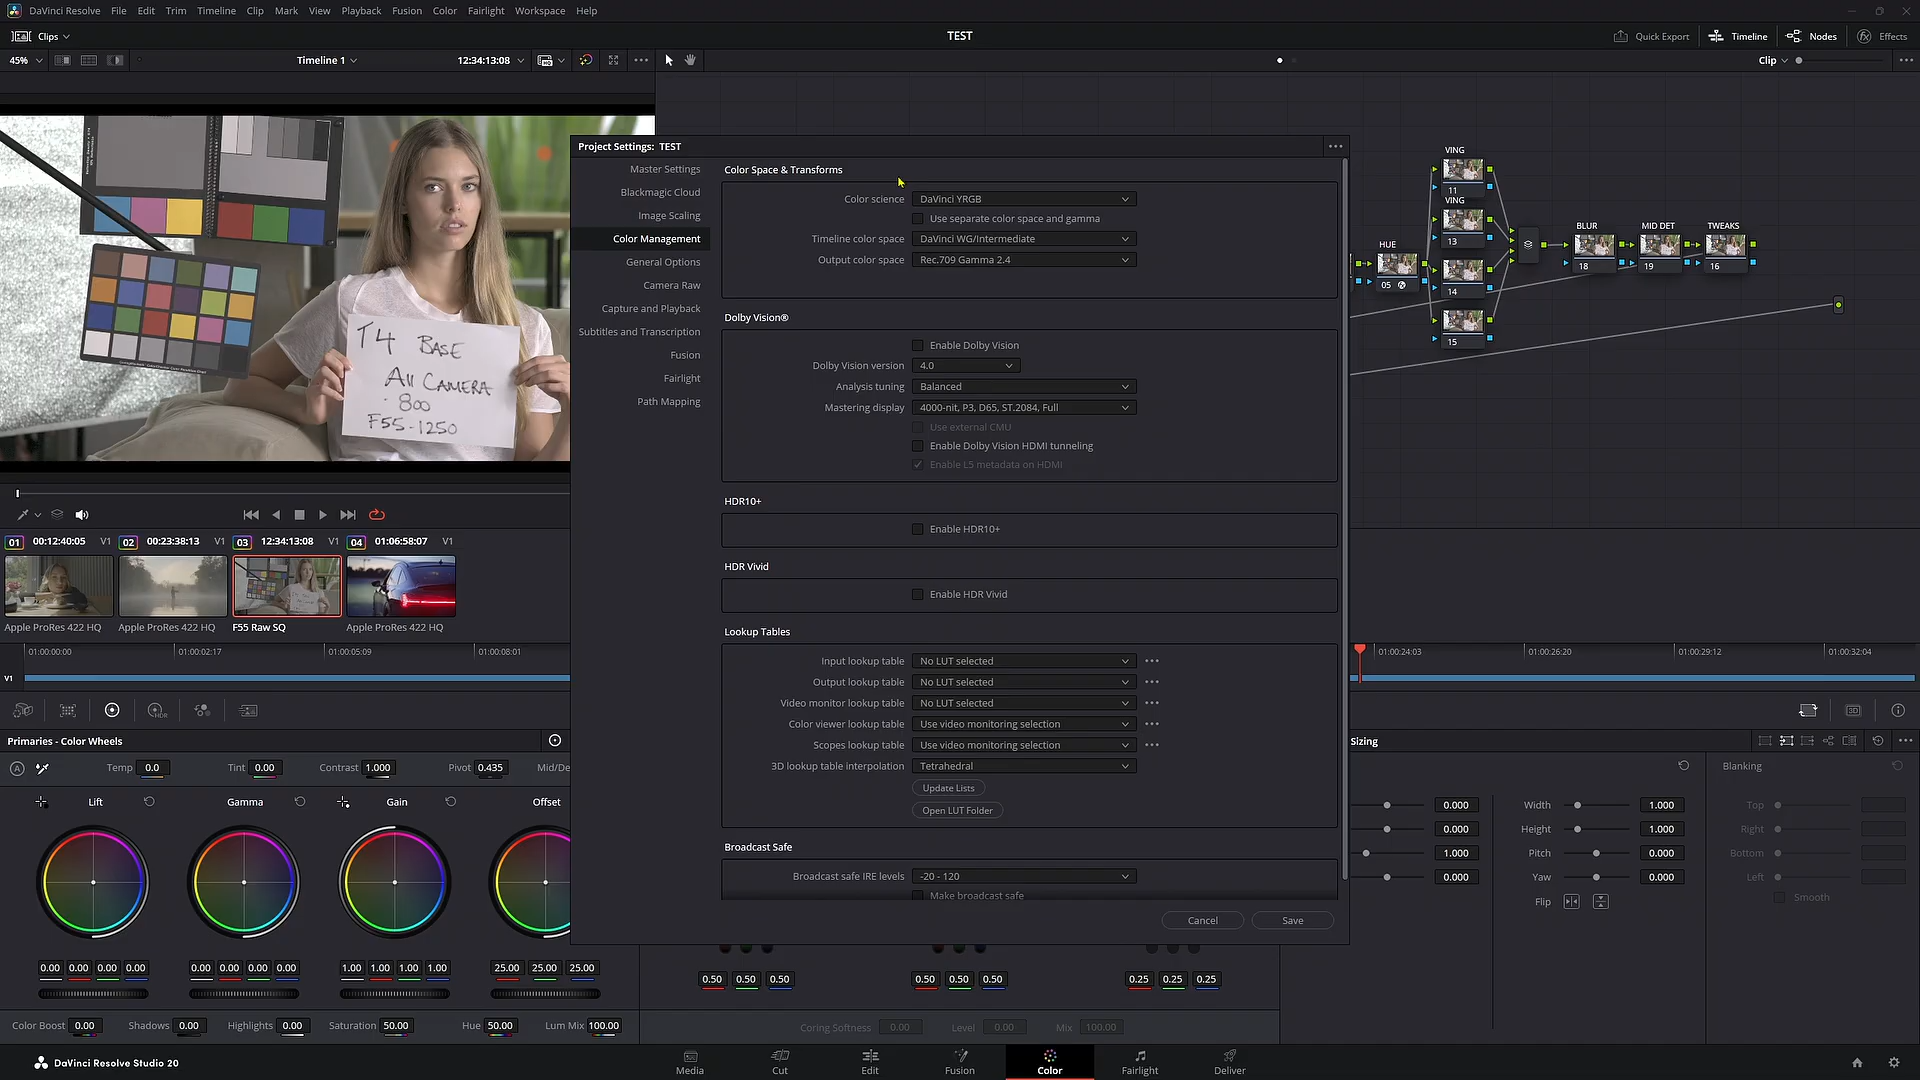 DaVinci Resolve File Edit Trim Timeline Clip Mark View Playback Fusion Color Fairlight Workspace Help
Clips TEST Quick Export Timeline Nodes Effects
45% Timeline 1 12:34:13:08 Clip
T4 BASE
All CAMERA
- 800
F55-1250
Project Settings: TEST
Master Settings
Blackmagic Cloud
Image Scaling
Color Management
General Options
Camera Raw
Capture and Playback
Subtitles and Transcription
Fusion
Fairlight
Path Mapping
Color Space & Transforms
Color science DaVinci YRGB
Use separate color space and gamma
Timeline color space DaVinci WG/Intermediate
Output color space Rec.709 Gamma 2.4
Dolby Vision®
Enable Dolby Vision
Dolby Vision version 4.0
Analysis tuning Balanced
Mastering display 4000-nit, P3, D65, ST.2084, Full
Use external CMU
Enable Dolby Vision HDMI tunneling
Enable L5 metadata on HDMI
HDR10+
Enable HDR10+
HDR Vivid
Enable HDR Vivid
Lookup Tables
Input lookup table No LUT selected
Output lookup table No LUT selected
Video monitor lookup table No LUT selected
Color viewer lookup table Use video monitoring selection
Scopes lookup table Use video monitoring selection
3D lookup table interpolation Tetrahedral
Update Lists
Open LUT Folder
Broadcast Safe
Broadcast safe IRE levels -20 - 120
Make broadcast safe
Cancel Save
VING
11
VING
13
14
15
HUE
05
BLUR
18
MID DET
19
TWEAKS
16
01 00:12:40:05 V1 02 00:23:38:13 V1 03 12:34:13:08 V1 04 01:06:58:07 V1
Apple ProRes 422 HQ Apple ProRes 422 HQ F55 Raw SQ Apple ProRes 422 HQ
01:00:00:00 01:00:02:17 01:00:05:09 01:00:08:01 01:00:24:03 01:00:26:20 01:00:29:12 01:00:32:04
V1
HDR 3D
Primaries - Color Wheels
Temp 0.0 Tint 0.00 Contrast 1.000 Pivot 0.435 Mid/De
Lift Gamma Gain Offset
0.00 0.00 0.00 0.00 0.00 0.00 0.00 0.00 1.00 1.00 1.00 1.00 25.00 25.00 25.00
Color Boost 0.00 Shadows 0.00 Highlights 0.00 Saturation 50.00 Hue 50.00 Lum Mix 100.00
0.50 0.50 0.50 0.50 0.50 0.50 0.25 0.25 0.25
Coring Softness 0.00 Level 0.00 Mix 100.00
Sizing
Blanking
0.000 Width 1.000 Top
0.000 Height 1.000 Right
1.000 Pitch 0.000 Bottom
0.000 Yaw 0.000 Left
Flip Smooth
DaVinci Resolve Studio 20
Media Cut Edit Fusion Color Fairlight Deliver